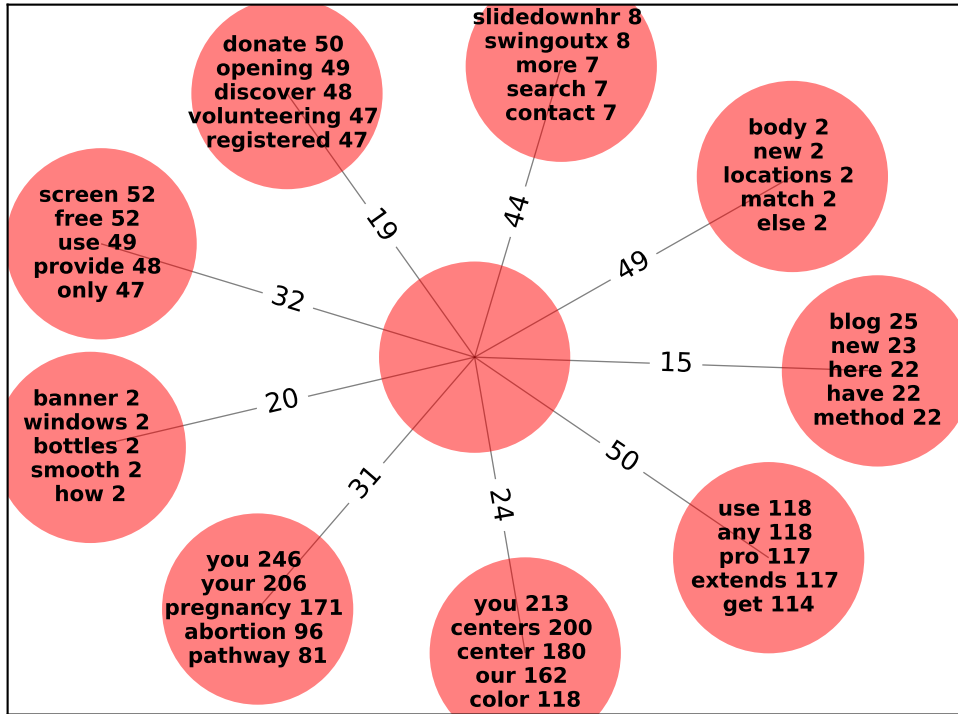 slidedownhr 8
swingoutx 8
more 7
search 7
contact 7
donate 50
opening 49
discover 48
volunteering 47
registered 47
body 2
new 2
locations 2
match 2
else 2
screen 52
free 52
use 49
provide 48
only 47
19
44
49
32
15
blog 25
new 23
here 22
have 22
method 22
banner 2
windows 2
bottles 2
smooth 2
how 2
20
31
24
50
you 246
your 206
pregnancy 171
abortion 96
pathway 81
you 213
centers 200
center 180
our 162
color 118
use 118
any 118
pro 117
extends 117
get 114